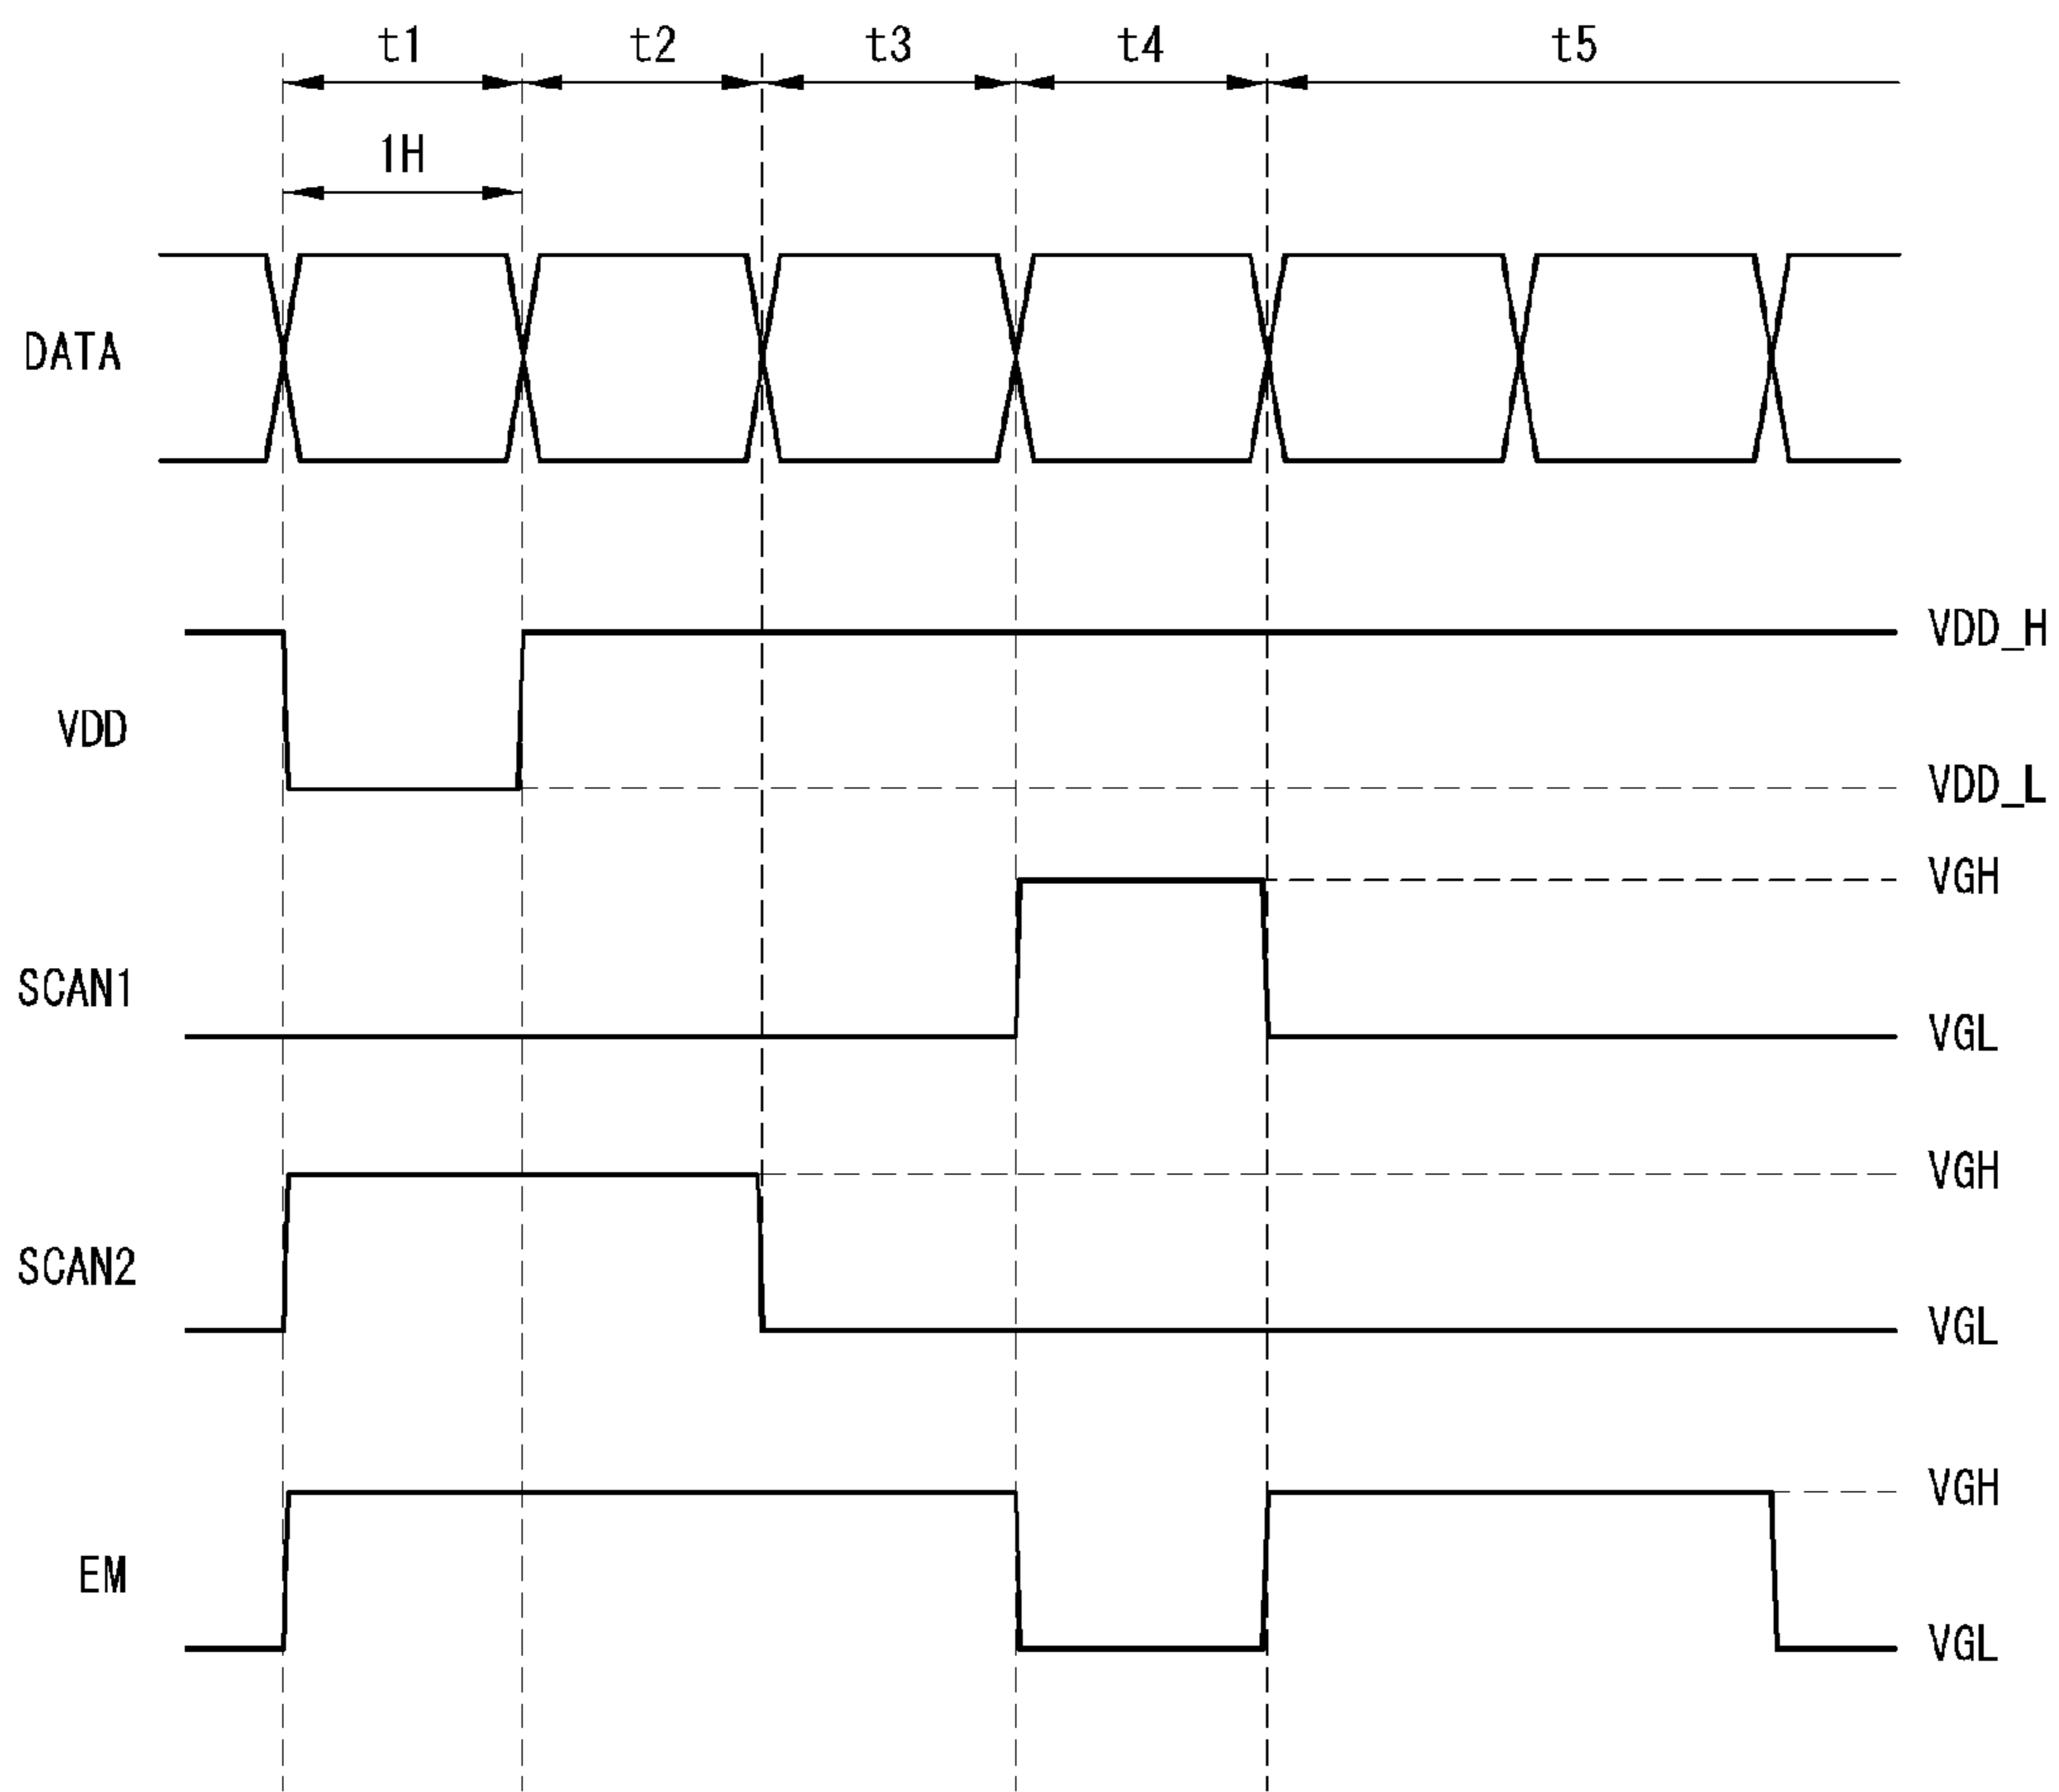 t1 t2 t3 t4 t5
1H
DATA
VDD_H
VDD
VDD_L
VGH
SCAN1
VGL
VGH
SCAN2
VGL
VGH
EM
VGL